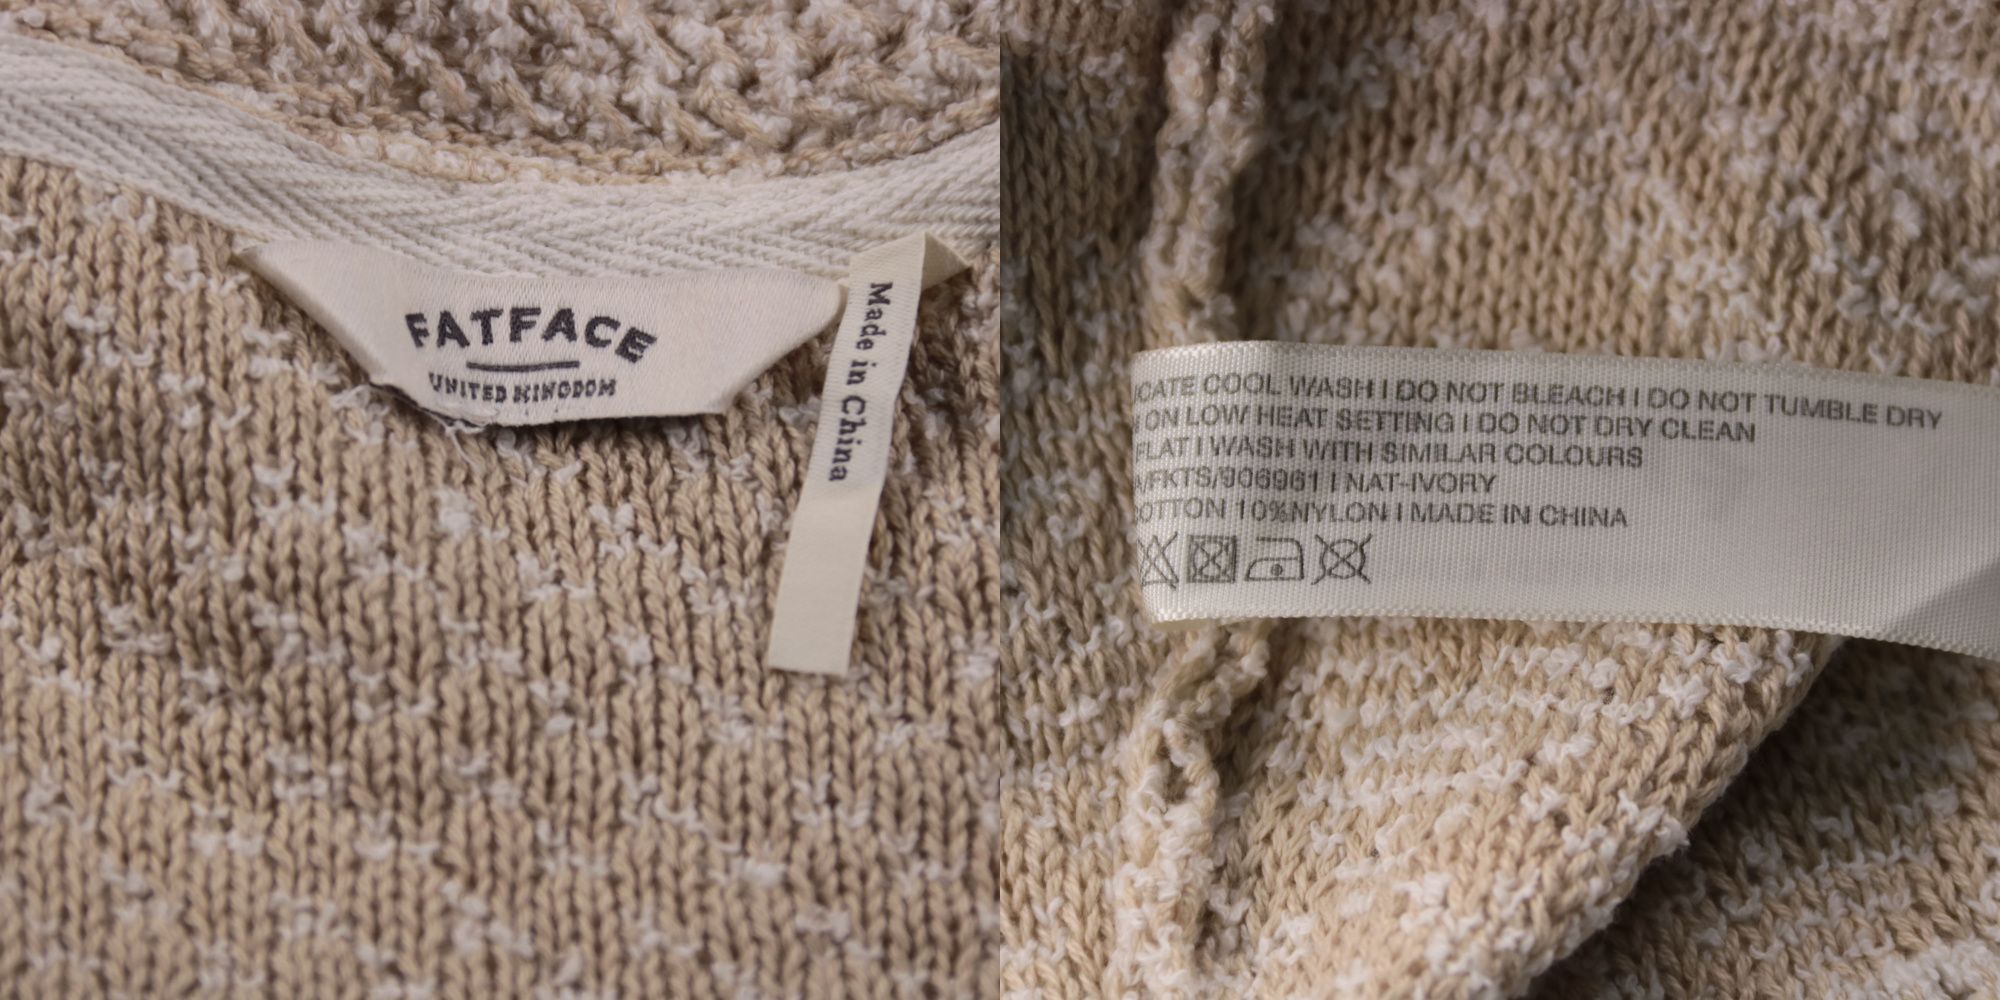 FATFACE
UNITED KINGDOM
Made in China
CATE COOL WASH | DO NOT BLEACH | DO NOT TUMBLE DRY
ON LOW HEAT SETTING | DO NOT DRY CLEAN
FLAT | WASH WITH SIMILAR COLOURS
/FKTS/906961 | NAT-IVORY
OTTON 10%NYLON | MADE IN CHINA